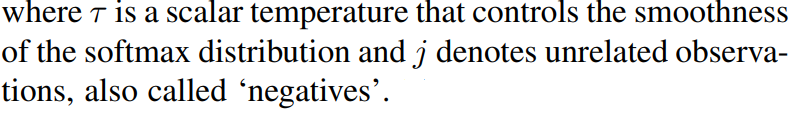 where τ is a scalar temperature that controls the smoothness
of the softmax distribution and j denotes unrelated observa-
tions, also called ‘negatives’.